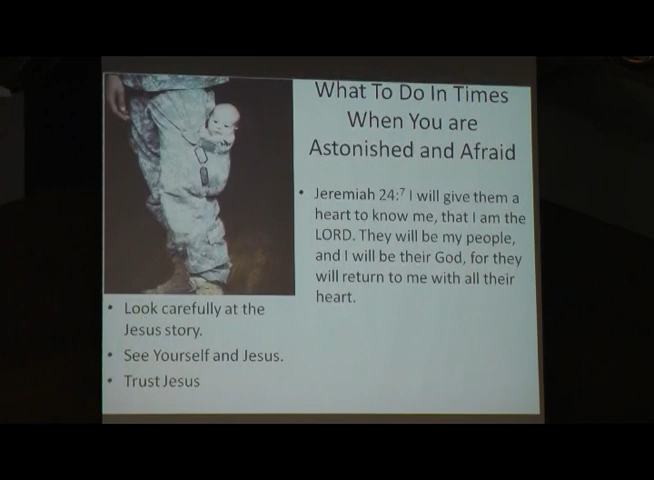 What To Do In Times
When You are
Astonished and Afraid
• Jeremiah 24:⁷ I will give them a
heart to know me, that I am the
LORD. They will be my people,
and I will be their God, for they
will return to me with all their
heart.
• Look carefully at the
Jesus story.
• See Yourself and Jesus.
• Trust Jesus